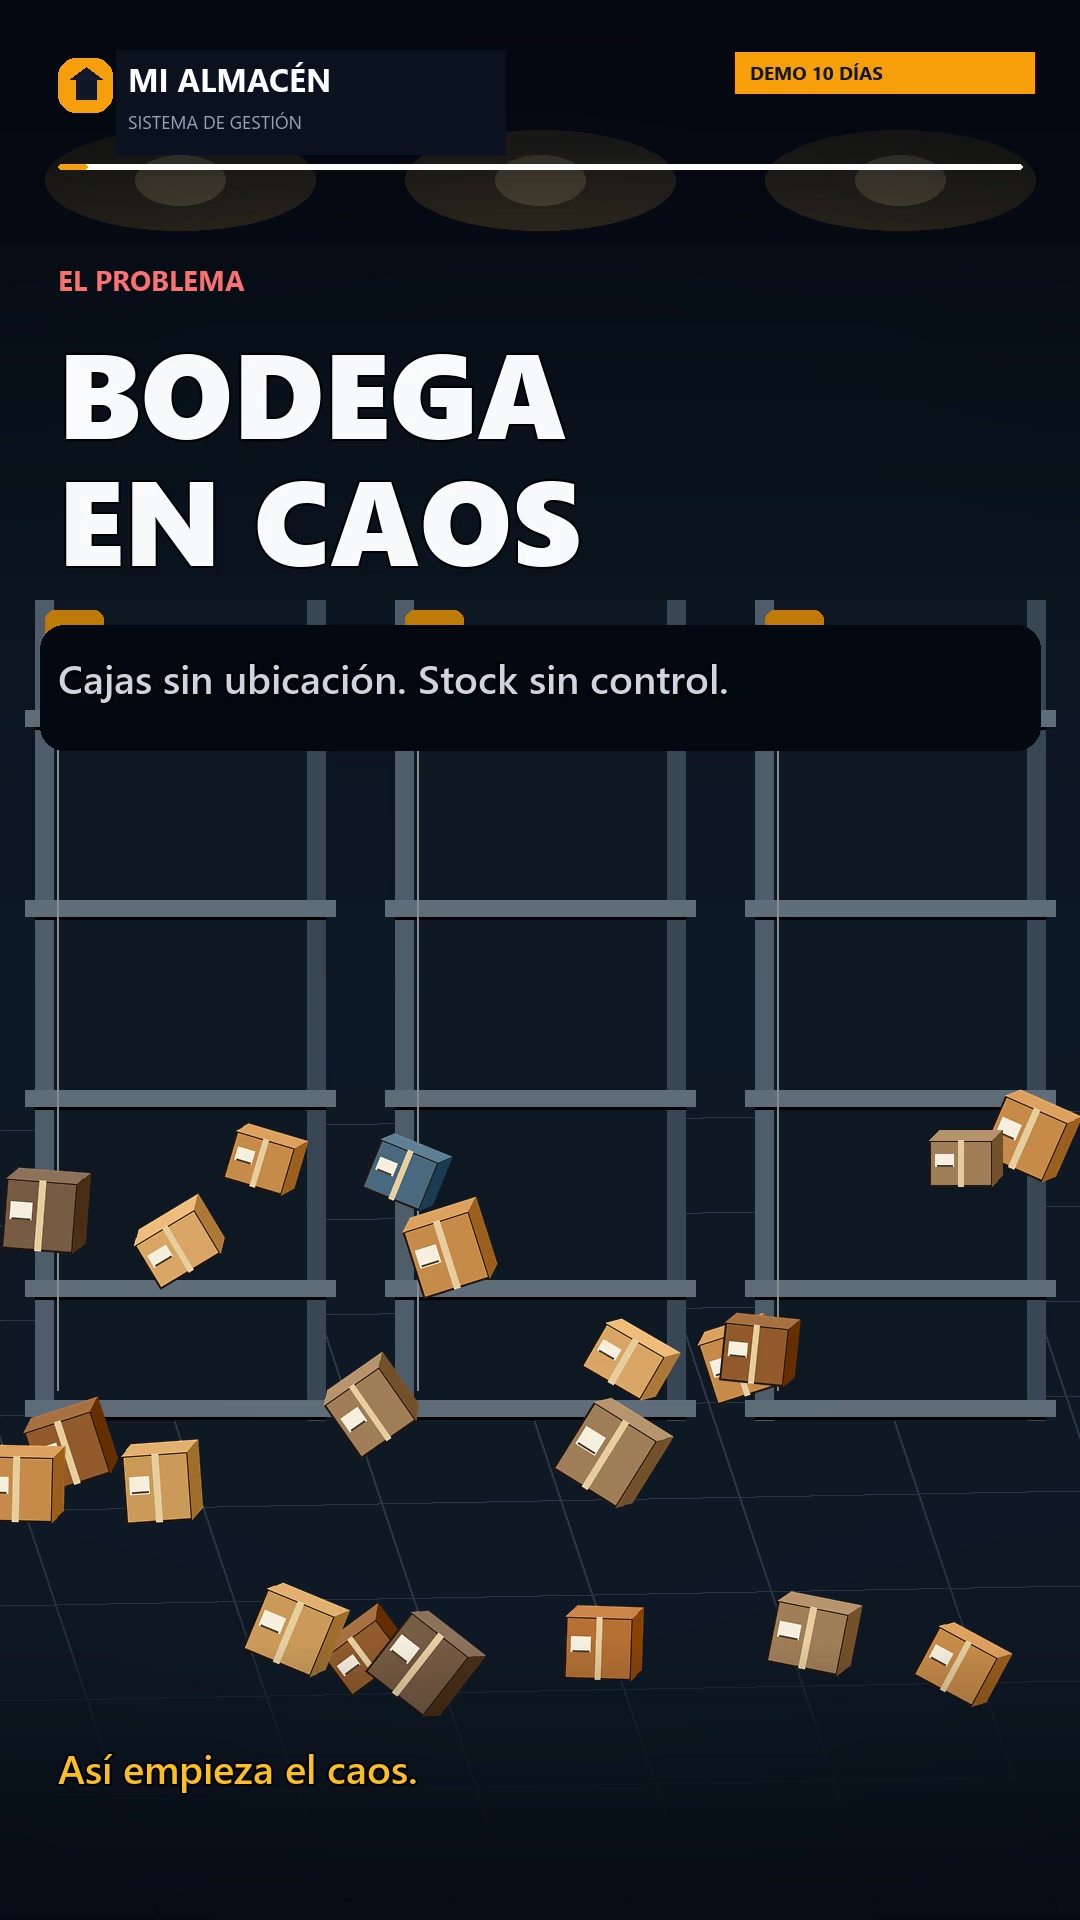 MI ALMACÉN
SISTEMA DE GESTIÓN
DEMO 10 DÍAS
EL PROBLEMA
BODEGA
EN CAOS
Cajas sin ubicación. Stock sin control.
Así empieza el caos.